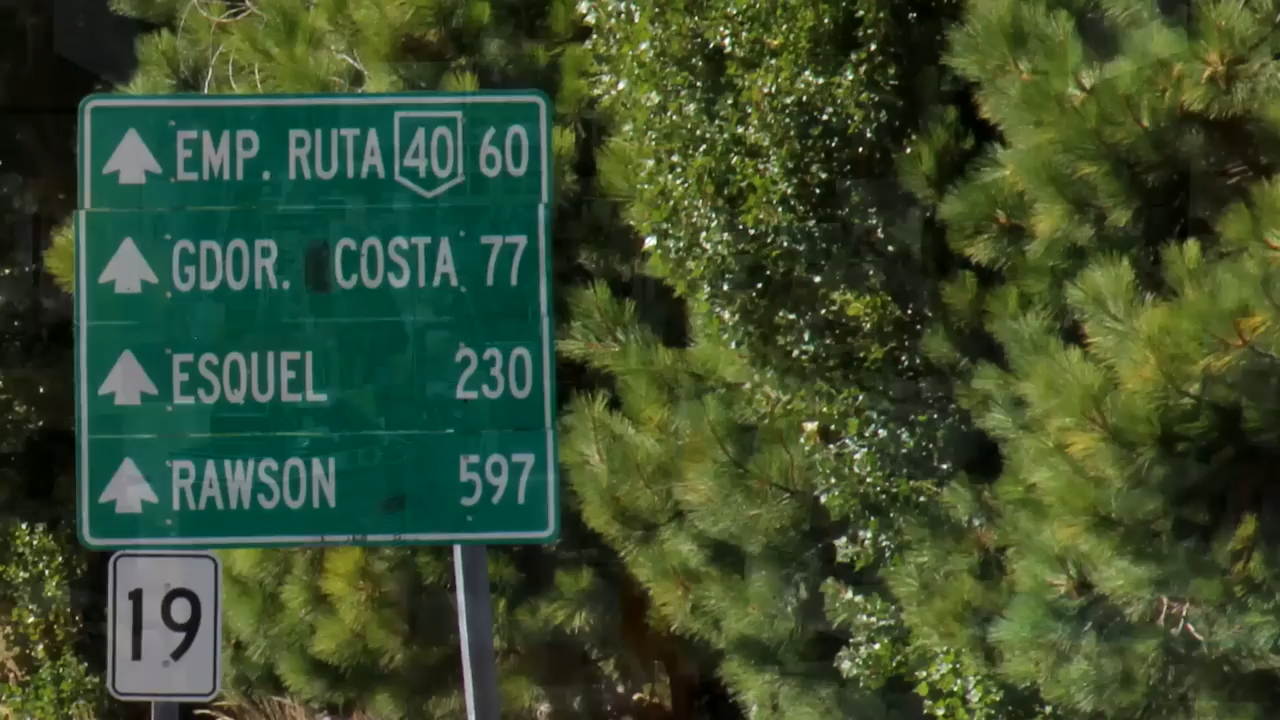 EMP. RUTA 40 60
GDOR. COSTA 77
ESQUEL 230
RAWSON 597
19